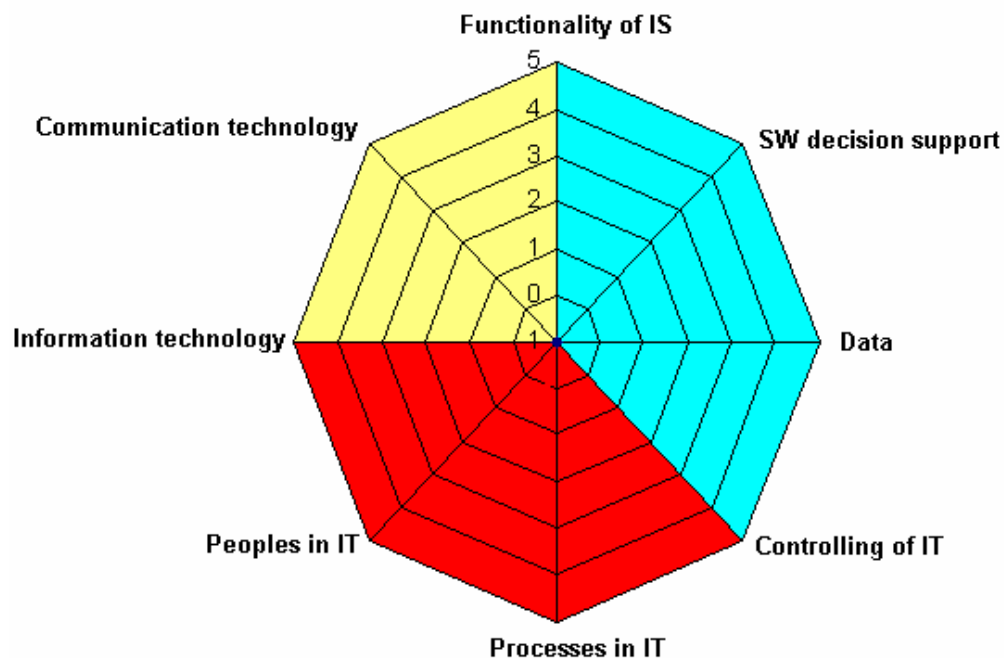 Functionality of IS
5
Communication technology
4
SW decision support
3
2
1
0
Information technology
1
Data
Peoples in IT
Controlling of IT
Processes in IT